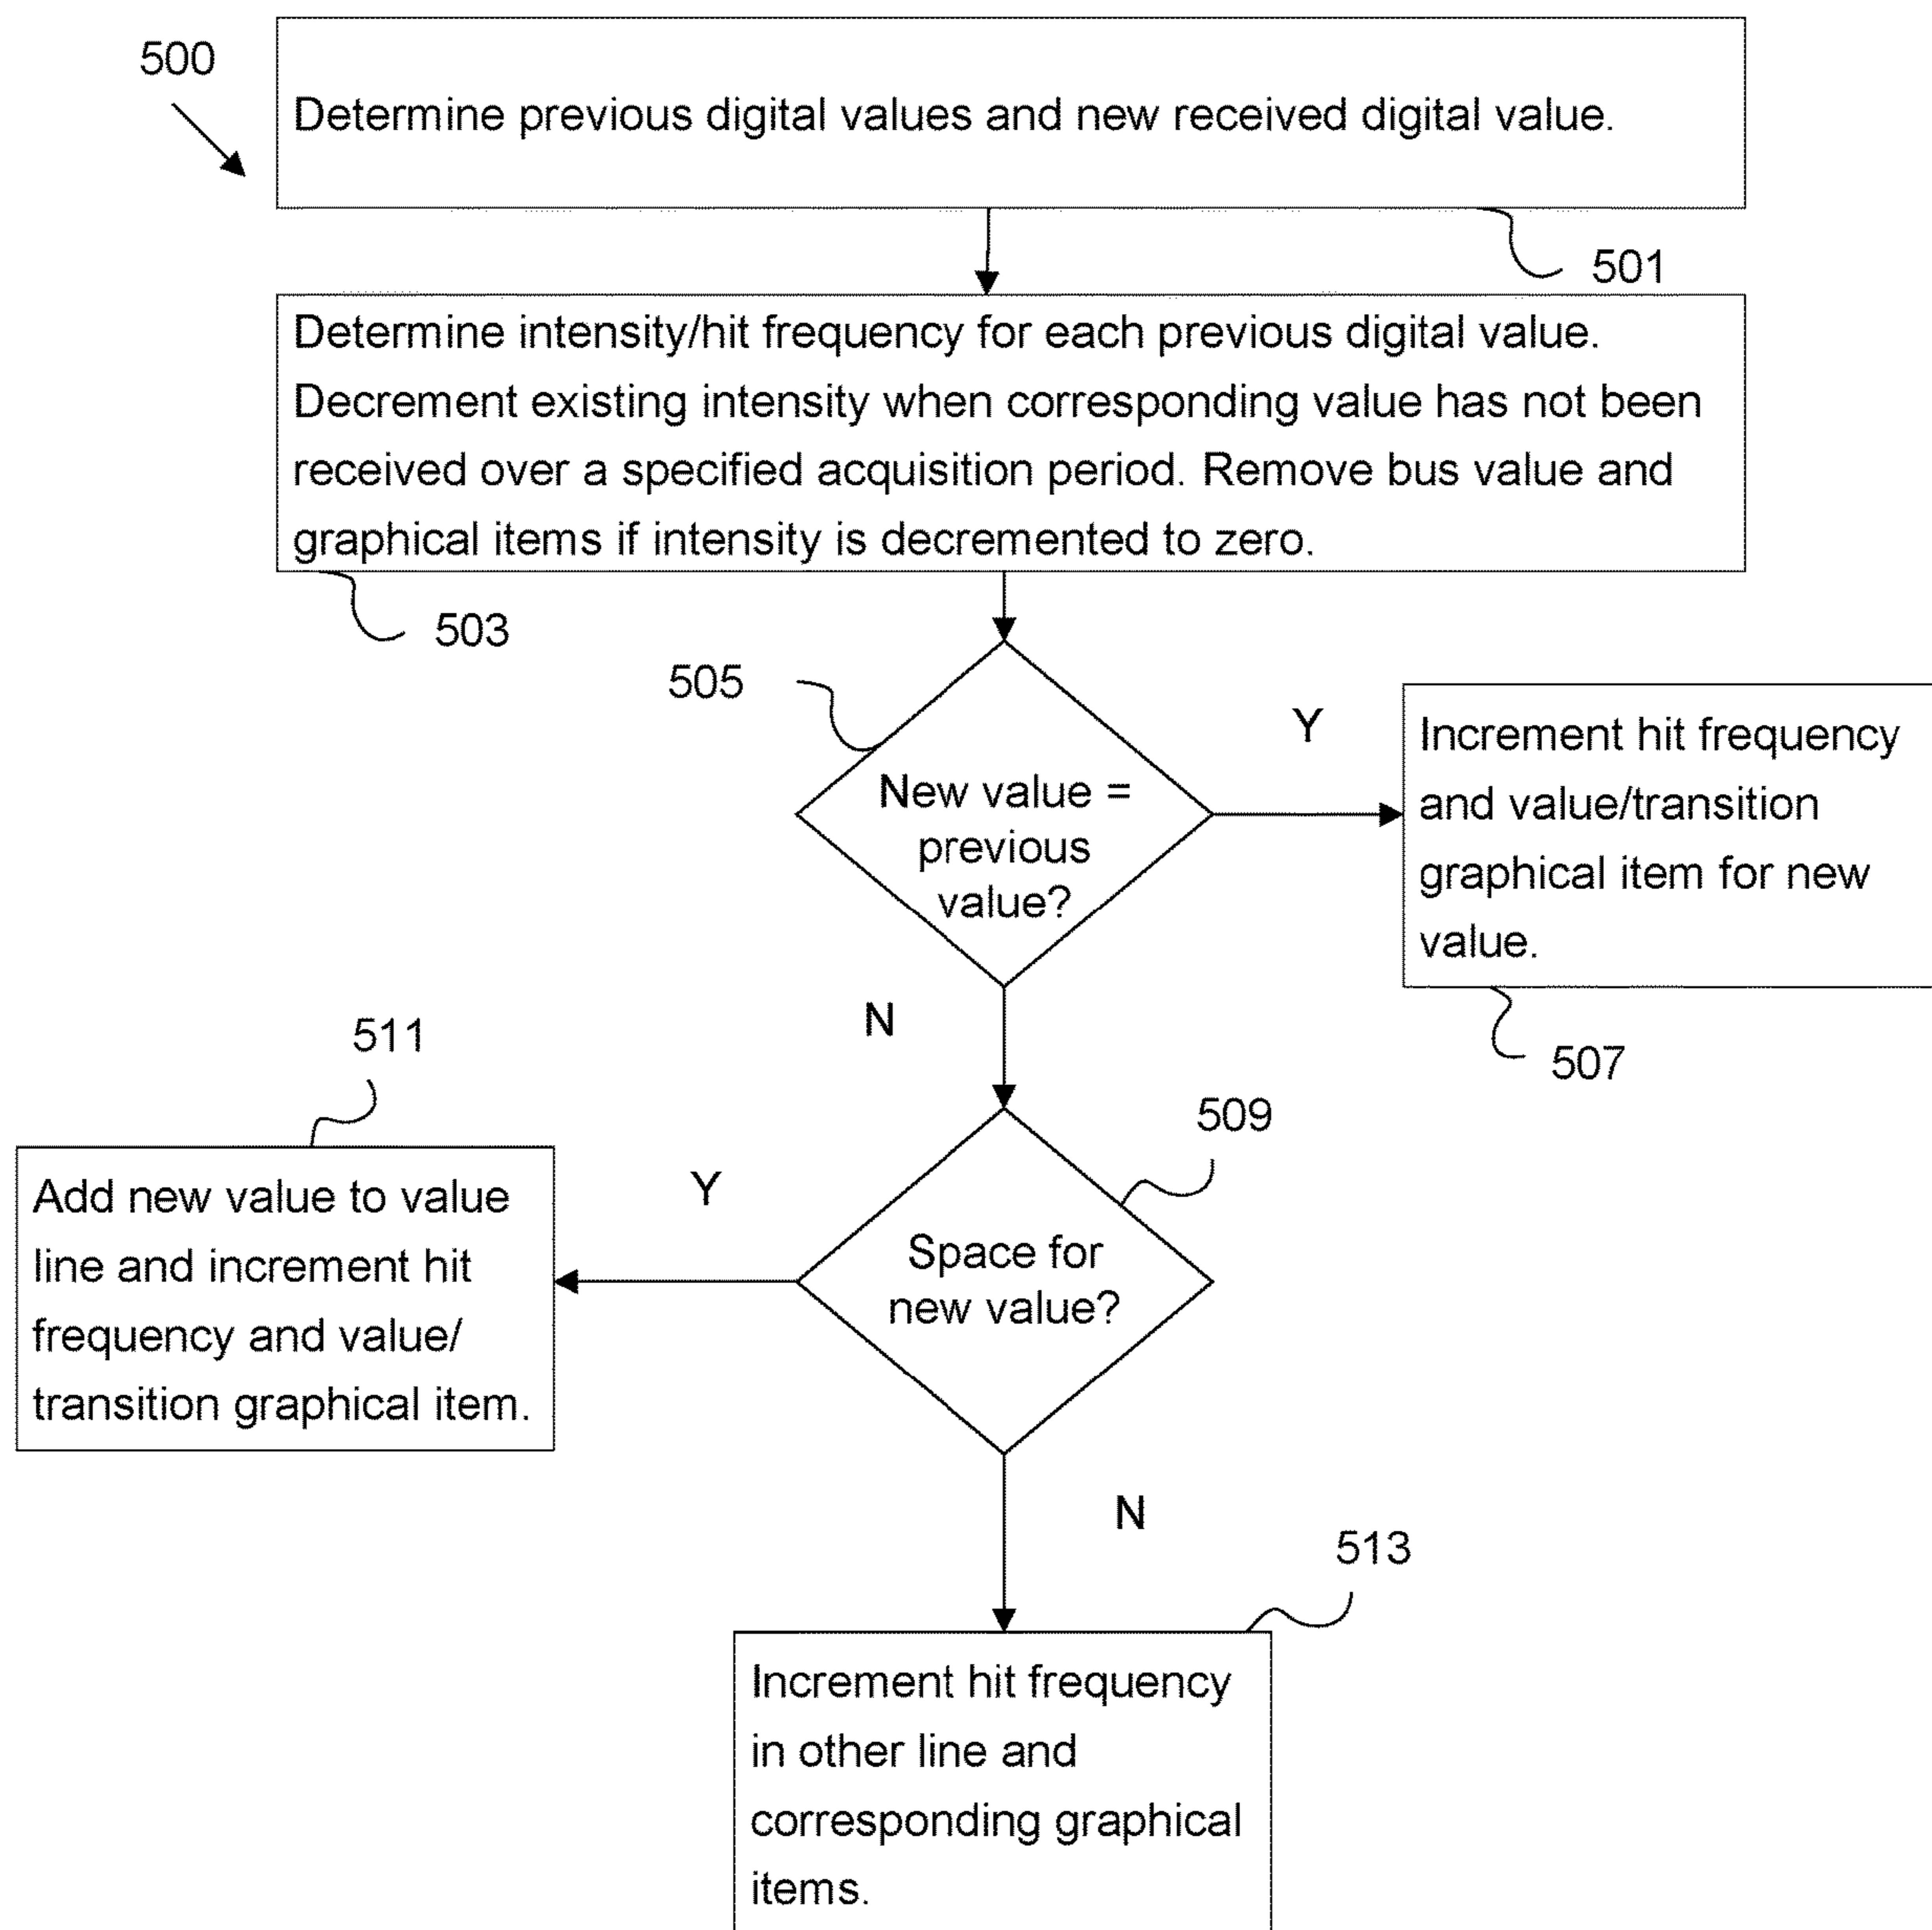 500
Determine previous digital values and new received digital value.
501
Determine intensity/hit frequency for each previous digital value.
Decrement existing intensity when corresponding value has not been
received over a specified acquisition period. Remove bus value and
graphical items if intensity is decremented to zero.
503
505
New value =
previous
value?
Y
Increment hit frequency
and value/transition
graphical item for new
value.
507
N
509
Space for
new value?
Y
511
Add new value to value
line and increment hit
frequency and value/
transition graphical item.
N
513
Increment hit frequency
in other line and
corresponding graphical
items.